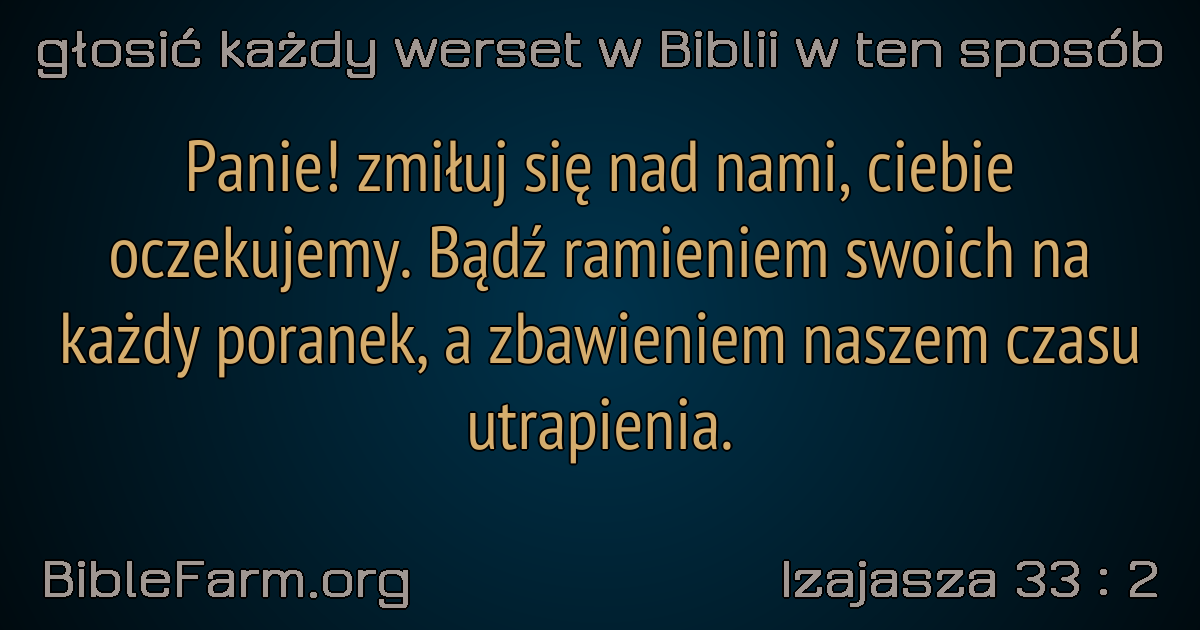 głosić każdy werset w Biblii w ten sposób
Panie! zmiłuj się nad nami, ciebie
oczekujemy. Bądź ramieniem swoich na
każdy poranek, a zbawieniem naszem czasu
utrapienia.
BibleFarm.org
Izajasza 33 : 2